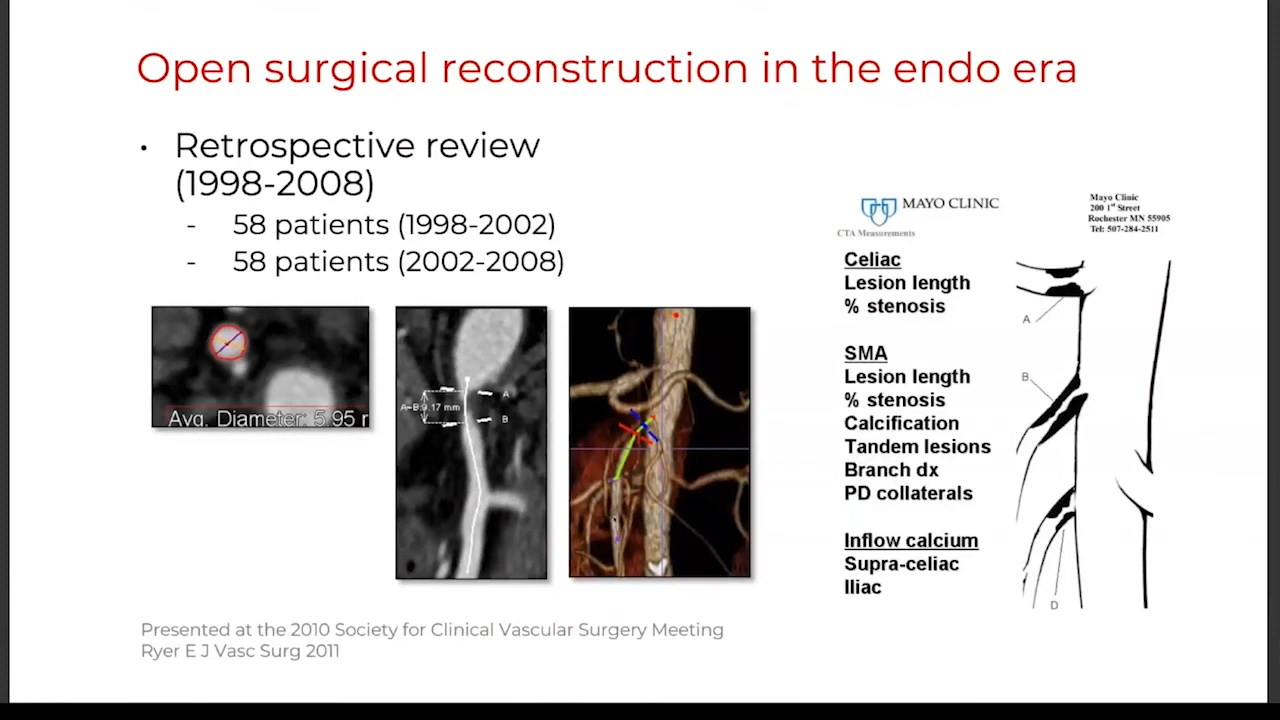 Open surgical reconstruction in the endo era
• Retrospective review
(1998-2008)
- 58 patients (1998-2002)
- 58 patients (2002-2008)
Avg. Diameter: 5.95 r
A-B 9.17 mm
A
B
MAYO CLINIC
CTA Measurements
Mayo Clinic
200 1st Street
Rochester MN 55905
Tel: 507-284-2511
Celiac
Lesion length
% stenosis
SMA
Lesion length
% stenosis
Calcification
Tandem lesions
Branch dx
PD collaterals
Inflow calcium
Supra-celiac
Iliac
A
B
D
Presented at the 2010 Society for Clinical Vascular Surgery Meeting
Ryer E J Vasc Surg 2011